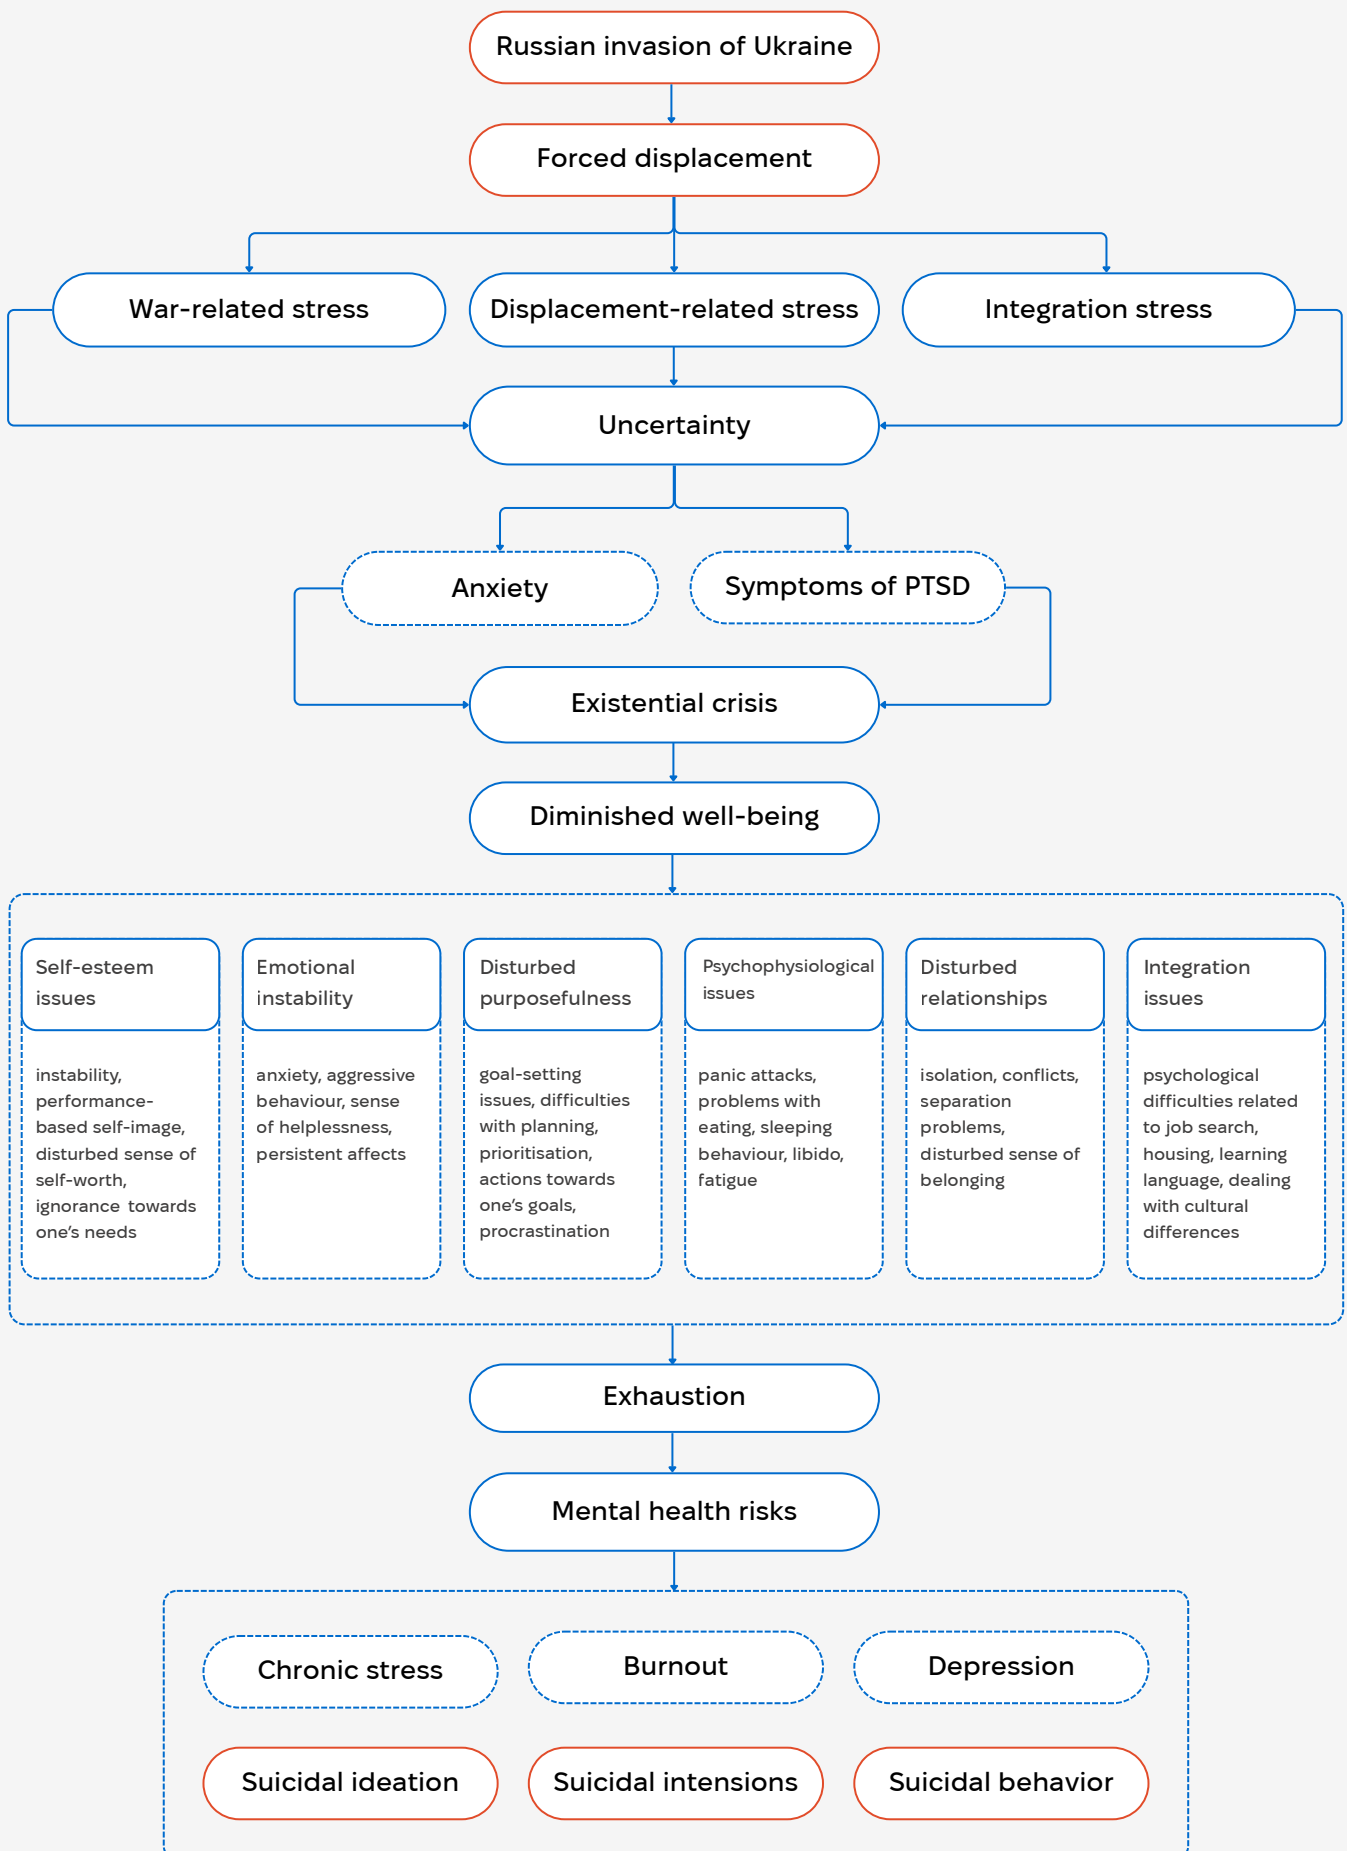 Russian invasion of Ukraine
Forced displacement
War-related stress
Displacement-related stress
Integration stress
Uncertainty
Anxiety
Symptoms of PTSD
Existential crisis
Diminished well-being
Self-esteem
issues
instability,
performance-
based self-image,
disturbed sense of
self-worth,
ignorance towards
one's needs
Emotional
instability
anxiety, aggressive
behaviour, sense
of helplessness,
persistent affects
Disturbed
purposefulness
goal-setting
issues, difficulties
with planning,
prioritisation,
actions towards
one's goals,
procrastination
Psychophysiological
issues
panic attacks,
problems with
eating, sleeping
behaviour, libido,
fatigue
Disturbed
relationships
isolation, conflicts,
separation
problems,
disturbed sense of
belonging
Integration
issues
psychological
difficulties related
to job search,
housing, learning
language, dealing
with cultural
differences
Exhaustion
Mental health risks
Chronic stress
Burnout
Depression
Suicidal ideation
Suicidal intensions
Suicidal behavior